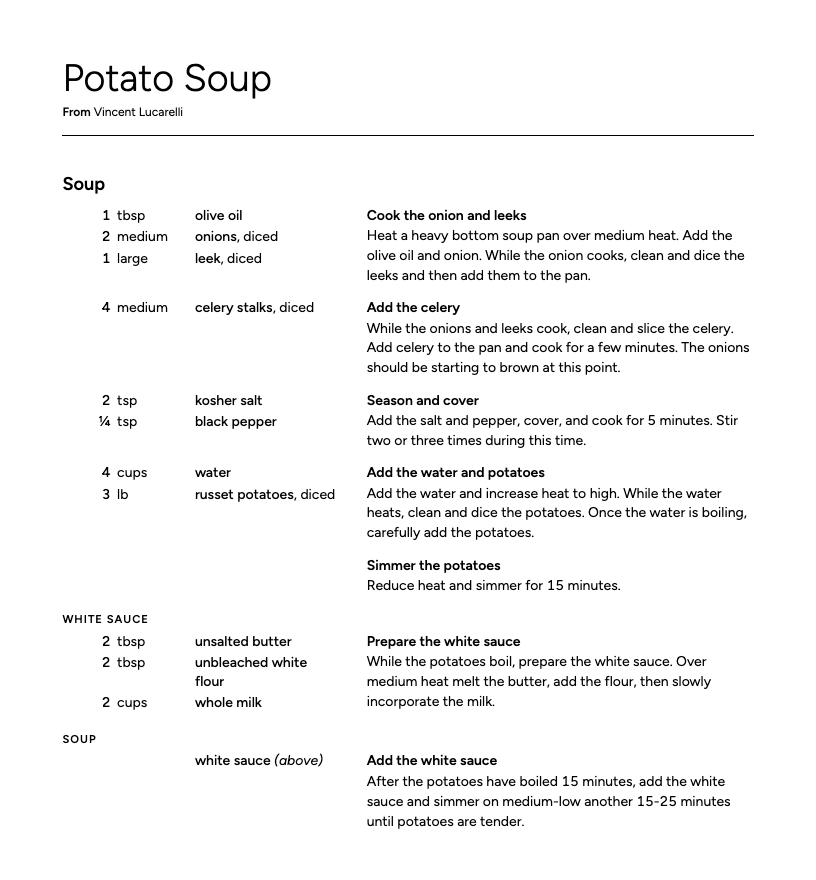 Potato Soup
From Vincent Lucarelli
Soup
1 tbsp olive oil
2 medium onions, diced
1 large leek, diced
Cook the onion and leeks
Heat a heavy bottom soup pan over medium heat. Add the
olive oil and onion. While the onion cooks, clean and dice the
leeks and then add them to the pan.
4 medium celery stalks, diced
Add the celery
While the onions and leeks cook, clean and slice the celery.
Add celery to the pan and cook for a few minutes. The onions
should be starting to brown at this point.
2 tsp kosher salt
¼ tsp black pepper
Season and cover
Add the salt and pepper, cover, and cook for 5 minutes. Stir
two or three times during this time.
4 cups water
3 lb russet potatoes, diced
Add the water and potatoes
Add the water and increase heat to high. While the water
heats, clean and dice the potatoes. Once the water is boiling,
carefully add the potatoes.
Simmer the potatoes
Reduce heat and simmer for 15 minutes.
WHITE SAUCE
2 tbsp unsalted butter
2 tbsp unbleached white
flour
2 cups whole milk
Prepare the white sauce
While the potatoes boil, prepare the white sauce. Over
medium heat melt the butter, add the flour, then slowly
incorporate the milk.
SOUP
white sauce (above)
Add the white sauce
After the potatoes have boiled 15 minutes, add the white
sauce and simmer on medium-low another 15-25 minutes
until potatoes are tender.